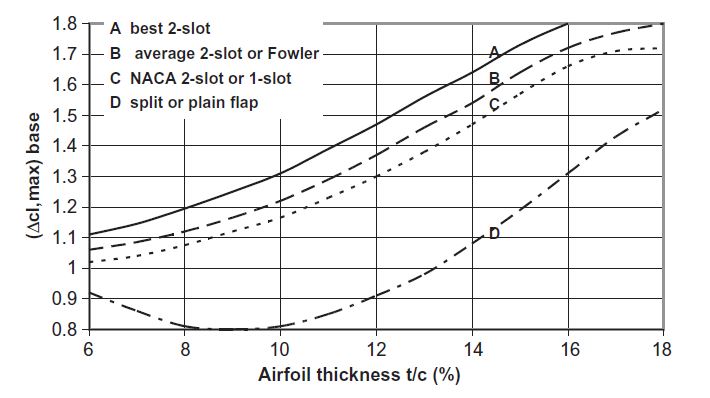 1.8
A best 2-slot
1.7
B average 2-slot or Fowler
A
1.6
C NACA 2-slot or 1-slot
B
D split or plain flap
C
1.5
1.4
1.3
1.2
1.1
D
1
0.9
0.8
(Δcl,max) base
6 8 10 12 14 16 18
Airfoil thickness t/c (%)